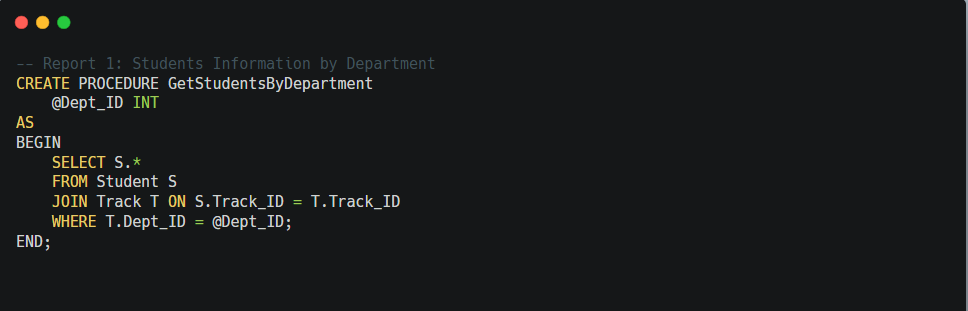 -- Report 1: Students Information by Department
CREATE PROCEDURE GetStudentsByDepartment
    @Dept_ID INT
AS
BEGIN
    SELECT S.*
    FROM Student S
    JOIN Track T ON S.Track_ID = T.Track_ID
    WHERE T.Dept_ID = @Dept_ID;
END;